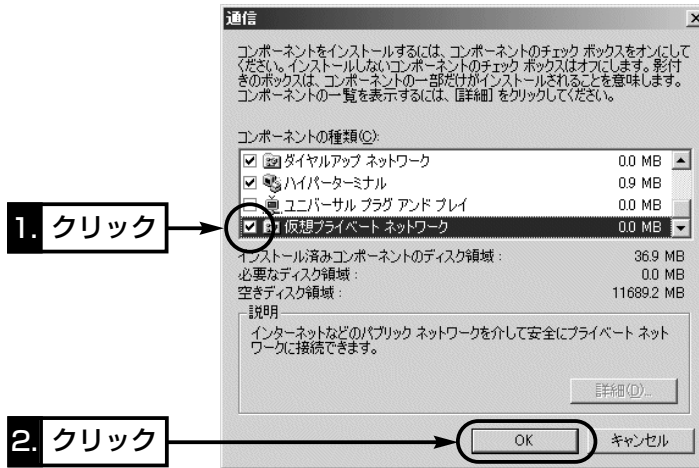 通信
コンポーネントをインストールするには、コンポーネントのチェック ボックスをオンにして
ください。インストールしないコンポーネントのチェック ボックスはオフにします。影付
きのボックスは、コンポーネントの一部だけがインストールされることを意味します。
コンポーネントの一覧を表示するには、[詳細] をクリックしてください。
コンポーネントの種類(C):
ダイヤルアップ ネットワーク 0.0 MB
ハイパーターミナル 0.9 MB
ユニバーサル プラグ アンド プレイ 0.0 MB
1. クリック
仮想プライベート ネットワーク 0.0 MB
インストール済みコンポーネントのディスク領域: 36.9 MB
必要なディスク領域: 0.0 MB
空きディスク領域: 11689.2 MB
説明
インターネットなどのパブリック ネットワークを介して安全にプライベート ネット
ワークに接続できます。
詳細(D)...
2. クリック
OK キャンセル